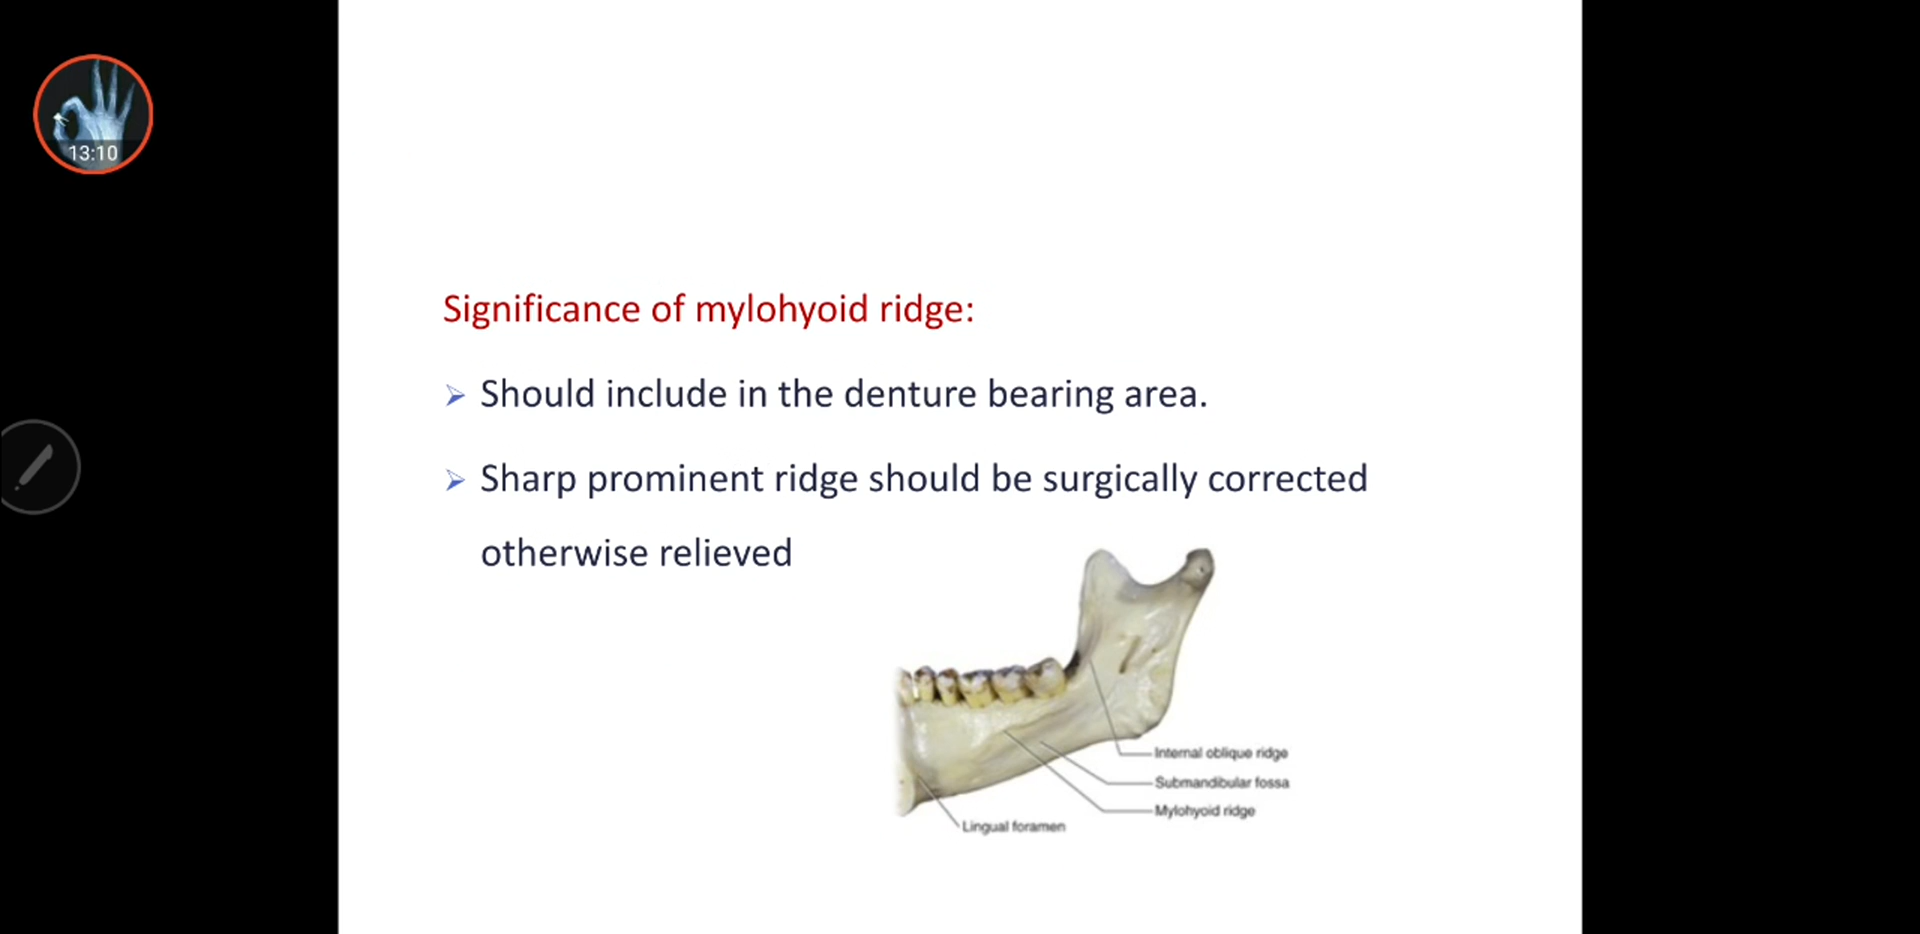 13:10
Significance of mylohyoid ridge:
Should include in the denture bearing area.
Sharp prominent ridge should be surgically corrected
otherwise relieved
Internal oblique ridge
Submandibular fossa
Mylohyoid ridge
Lingual foramen